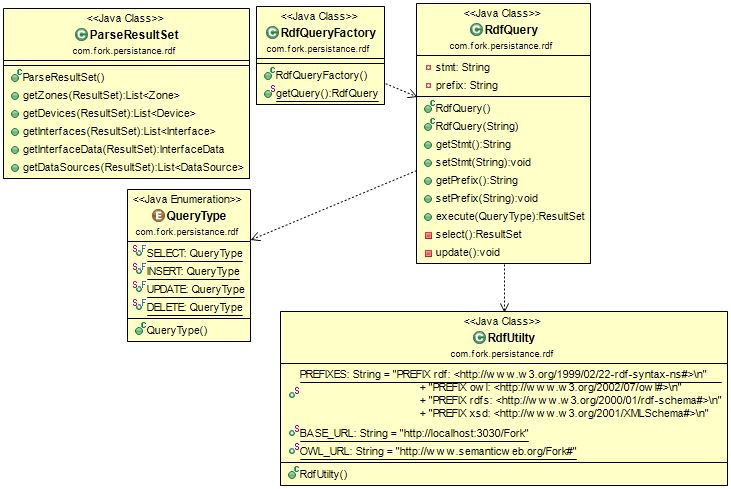 <<Java Class>>
ParseResultSet
com.fork.persistance.rdf
ParseResultSet()
getZones(ResultSet):List<Zone>
getDevices(ResultSet):List<Device>
getInterfaces(ResultSet):List<Interface>
getInterfaceData(ResultSet):InterfaceData
getDataSources(ResultSet):List<DataSource>
<<Java Class>>
RdfQueryFactory
com.fork.persistance.rdf
RdfQueryFactory()
getQuery():RdfQuery
<<Java Class>>
RdfQuery
com.fork.persistance.rdf
stmt: String
prefix: String
RdfQuery()
RdfQuery(String)
getStmt():String
setStmt(String):void
getPrefix():String
setPrefix(String):void
execute(QueryType):ResultSet
select():ResultSet
update():void
<<Java Enumeration>>
QueryType
com.fork.persistance.rdf
SELECT: QueryType
INSERT: QueryType
UPDATE: QueryType
DELETE: QueryType
QueryType()
<<Java Class>>
RdfUtilty
com.fork.persistance.rdf
PREFIXES: String = "PREFIX rdf: <http://www.w3.org/1999/02/22-rdf-syntax-ns#>\n"
+ "PREFIX owl: <http://www.w3.org/2002/07/owl#>\n"
+ "PREFIX rdfs: <http://www.w3.org/2000/01/rdf-schema#>\n"
+ "PREFIX xsd: <http://www.w3.org/2001/XMLSchema#>\n"
BASE_URL: String = "http://localhost:3030/Fork"
OWL_URL: String = "http://www.semanticweb.org/Fork#"
RdfUtilty()